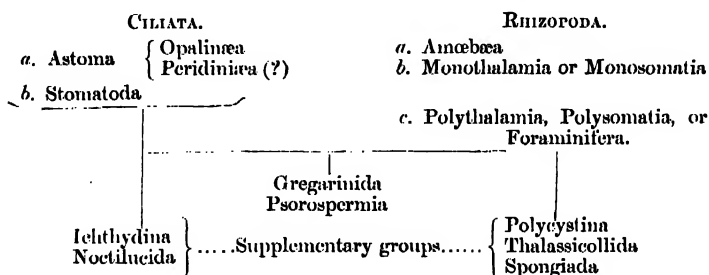 CILIATA.
RHIZOPODA.
a. Astoma { Opalinæa
Peridiniæa (?)
b. Stomatoda
a. Amœbæa
b. Monothalamia or Monosomatia
c. Polythalamia, Polysomatia, or
Foraminifera.
Gregarinida
Psorospermia
Ichthydina
Noctilucida
} .....Supplementary groups...... {
Polycystina
Thalassicollida
Spongiada